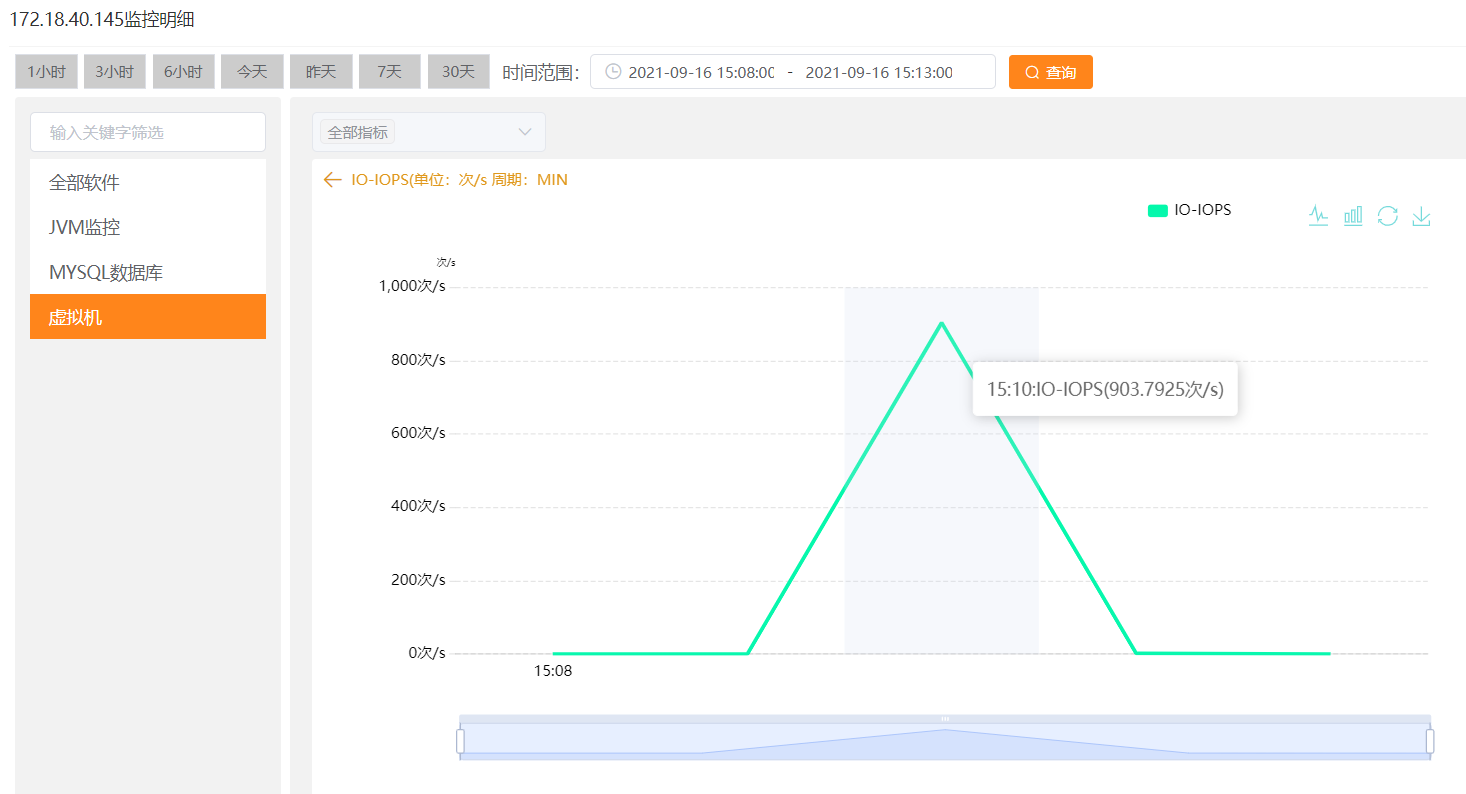 172.18.40.145监控明细
1小时 3小时 6小时 今天 昨天 7天 30天 时间范围： 2021-09-16 15:08:00 - 2021-09-16 15:13:00 查询
输入关键字筛选
全部软件
JVM监控
MYSQL数据库
虚拟机
全部指标
IO-IOPS(单位：次/s 周期：MIN
IO-IOPS
次/s
1,000次/s
800次/s
15:10:IO-IOPS(903.7925次/s)
600次/s
400次/s
200次/s
0次/s
15:08